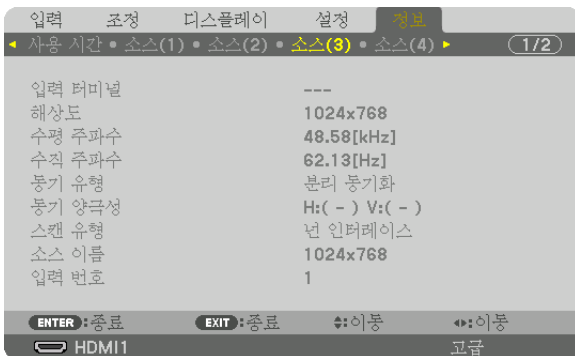 입력 조정 디스플레이 설정 정보
◂ 사용 시간 • 소스(1) • 소스(2) • 소스(3) • 소스(4) ▸ 1/2
입력 터미널 ---
해상도 1024x768
수평 주파수 48.58[kHz]
수직 주파수 62.13[Hz]
동기 유형 분리 동기화
동기 양극성 H:( - ) V:( - )
스캔 유형 넌 인터레이스
소스 이름 1024x768
입력 번호 1
ENTER :종료 EXIT :종료 :이동 :이동
HDMI1 고급